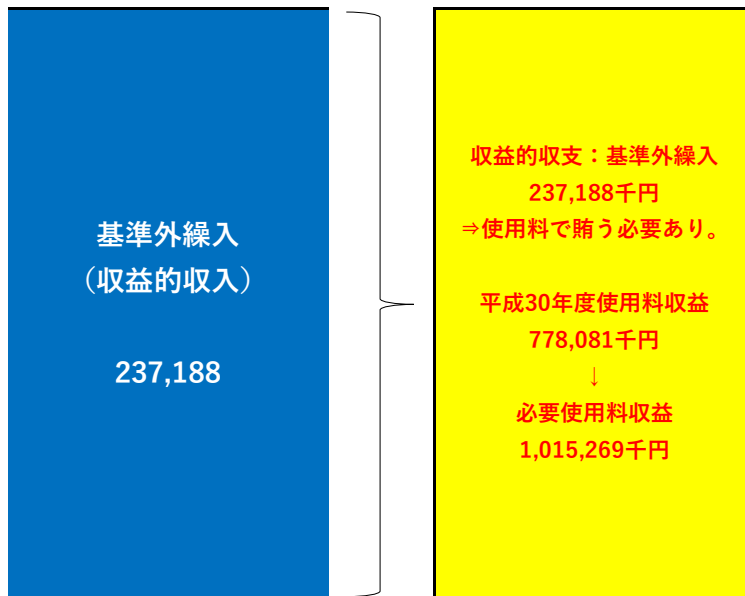 基準外繰入
（収益的収入）
237,188
収益的収支：基準外繰入
237,188千円
⇒使用料で賄う必要あり。
平成30年度使用料収益
778,081千円
↓
必要使用料収益
1,015,269千円